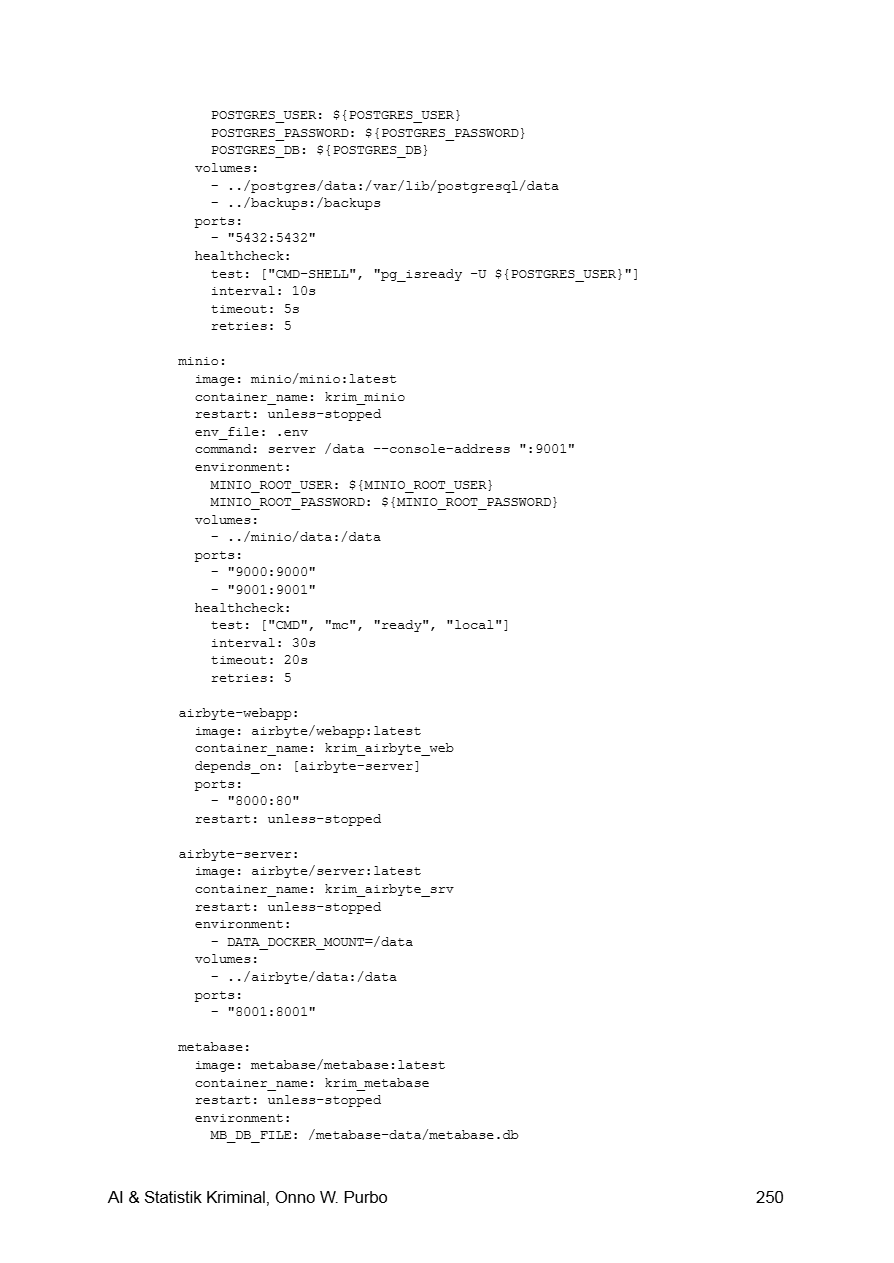 POSTGRES_USER: ${POSTGRES_USER}
POSTGRES_PASSWORD: ${POSTGRES_PASSWORD}
POSTGRES_DB: ${POSTGRES_DB}
volumes:
- ../postgres/data:/var/lib/postgresql/data
- ../backups:/backups
ports:
- "5432:5432"
healthcheck:
test: ["CMD-SHELL", "pg_isready -U ${POSTGRES_USER}"]
interval: 10s
timeout: 5s
retries: 5
minio:
image: minio/minio:latest
container_name: krim_minio
restart: unless-stopped
env_file: .env
command: server /data --console-address ":9001"
environment:
MINIO_ROOT_USER: ${MINIO_ROOT_USER}
MINIO_ROOT_PASSWORD: ${MINIO_ROOT_PASSWORD}
volumes:
- ../minio/data:/data
ports:
- "9000:9000"
- "9001:9001"
healthcheck:
test: ["CMD", "mc", "ready", "local"]
interval: 30s
timeout: 20s
retries: 5
airbyte-webapp:
image: airbyte/webapp:latest
container_name: krim_airbyte_web
depends_on: [airbyte-server]
ports:
- "8000:80"
restart: unless-stopped
airbyte-server:
image: airbyte/server:latest
container_name: krim_airbyte_srv
restart: unless-stopped
environment:
- DATA_DOCKER_MOUNT=/data
volumes:
- ../airbyte/data:/data
ports:
- "8001:8001"
metabase:
image: metabase/metabase:latest
container_name: krim_metabase
restart: unless-stopped
environment:
MB_DB_FILE: /metabase-data/metabase.db
AI & Statistik Kriminal, Onno W. Purbo 250